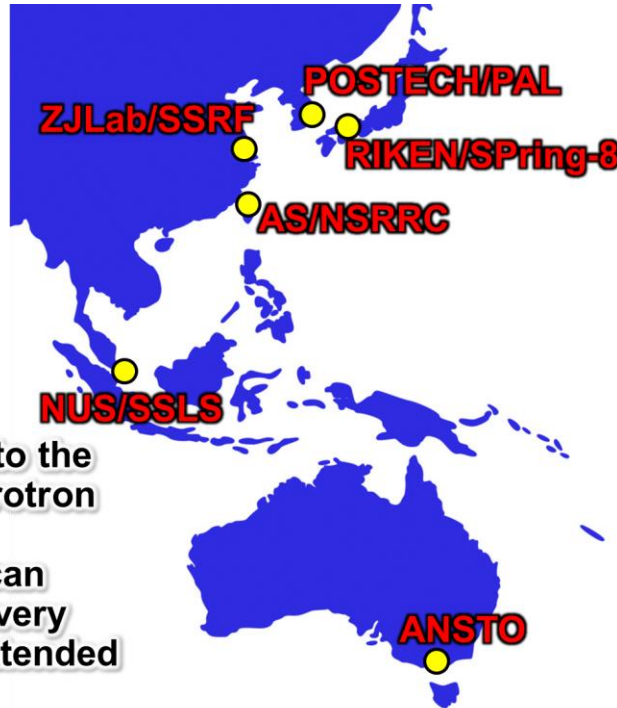 POSTECH/PAL
ZJLab/SSRF
RIKEN/SPring-8
AS/NSRRC
NUS/SSLS
to the
rotron
can
very
tended
ANSTO